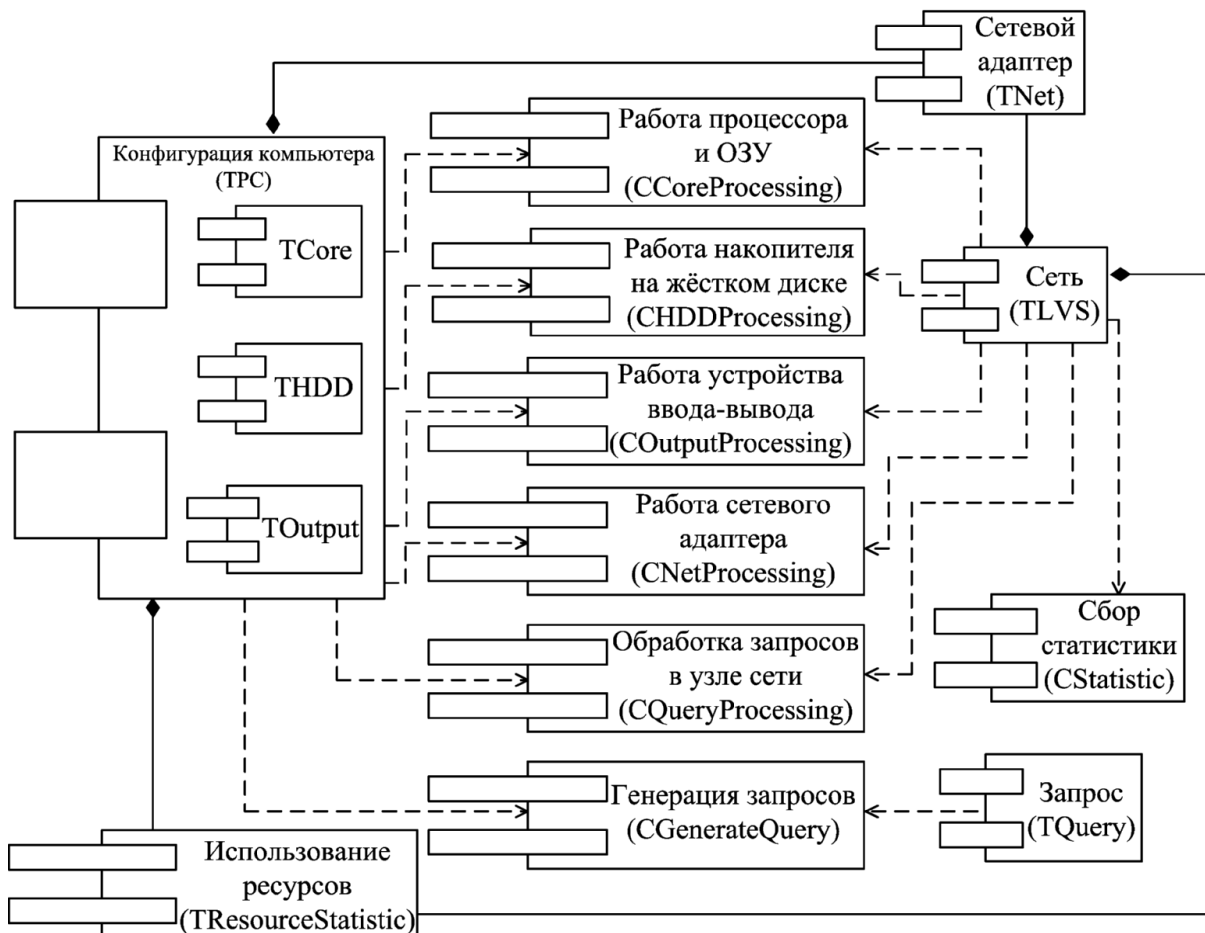 Сетевой
адаптер
(TNet)
Конфигурация компьютера
(TPC)
TCore
THDD
TOutput
Работа процессора
и ОЗУ
(CCoreProcessing)
Работа накопителя
на жёстком диске
(CHDDProcessing)
Работа устройства
ввода-вывода
(COutputProcessing)
Работа сетевого
адаптера
(CNetProcessing)
Обработка запросов
в узле сети
(CQueryProcessing)
Генерация запросов
(CGenerateQuery)
Сеть
(TLVS)
Сбор
статистики
(CStatistic)
Запрос
(TQuery)
Использование
ресурсов
(TResourceStatistic)